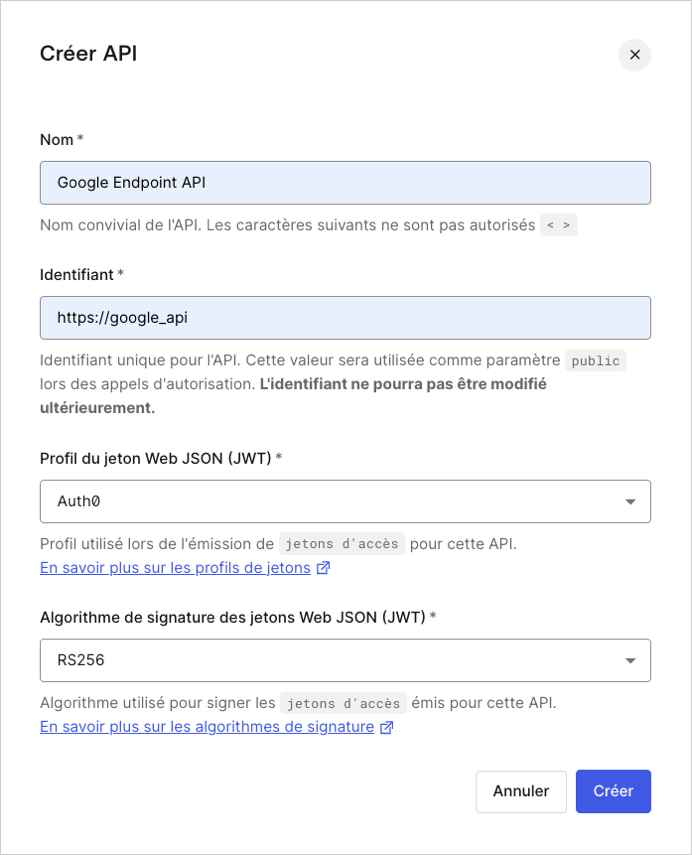 Créer API
Nom *
Google Endpoint API
Nom convivial de l'API. Les caractères suivants ne sont pas autorisés < >
Identifiant *
https://google_api
Identifiant unique pour l'API. Cette valeur sera utilisée comme paramètre public
lors des appels d'autorisation. L'identifiant ne pourra pas être modifié
ultérieurement.
Profil du jeton Web JSON (JWT) *
Auth0
Profil utilisé lors de l'émission de jetons d'accès pour cette API.
En savoir plus sur les profils de jetons
Algorithme de signature des jetons Web JSON (JWT) *
RS256
Algorithme utilisé pour signer les jetons d'accès émis pour cette API.
En savoir plus sur les algorithmes de signature
Annuler Créer